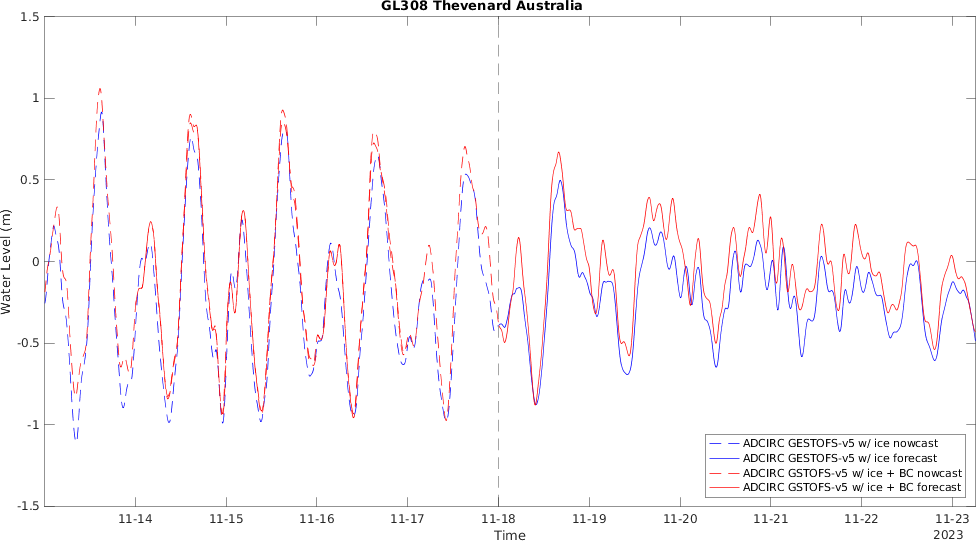 GL308 Thevenard Australia
1.5
1
0.5
0
-0.5
-1
-1.5
Water Level (m)
ADCIRC GESTOFS-v5 w/ ice nowcast
ADCIRC GESTOFS-v5 w/ ice forecast
ADCIRC GSTOFS-v5 w/ ice + BC nowcast
ADCIRC GSTOFS-v5 w/ ice + BC forecast
11-14 11-15 11-16 11-17 11-18 11-19 11-20 11-21 11-22 11-23
Time
2023